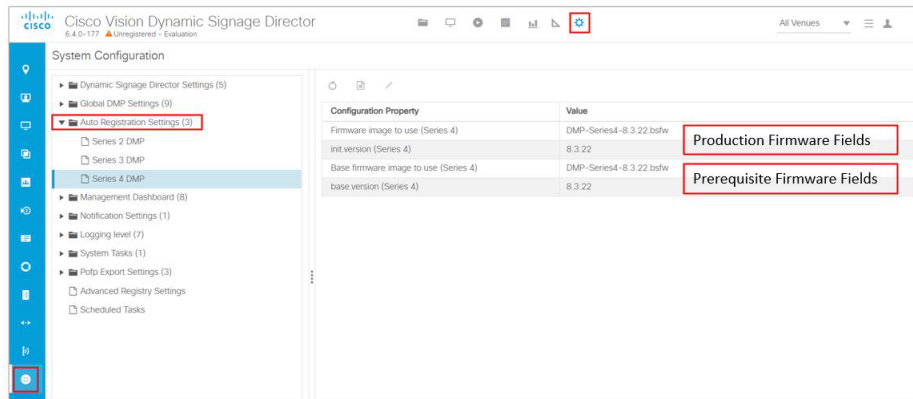 CISCO
Cisco Vision Dynamic Signage Director
6.4.0-177 Unregistered - Evaluation
All Venues
System Configuration
Dynamic Signage Director Settings (5)
Global DMP Settings (9)
Auto Registration Settings (3)
Series 2 DMP
Series 3 DMP
Series 4 DMP
Management Dashboard (8)
Notification Settings (1)
Logging level (7)
System Tasks (1)
Pofp Export Settings (3)
Advanced Registry Settings
Scheduled Tasks
Configuration Property Value
Firmware image to use (Series 4) DMP-Series4-8.3.22.bsfw
init.version (Series 4) 8.3.22
Production Firmware Fields
Base firmware image to use (Series 4) DMP-Series4-8.3.22.bsfw
base.version (Series 4) 8.3.22
Prerequisite Firmware Fields